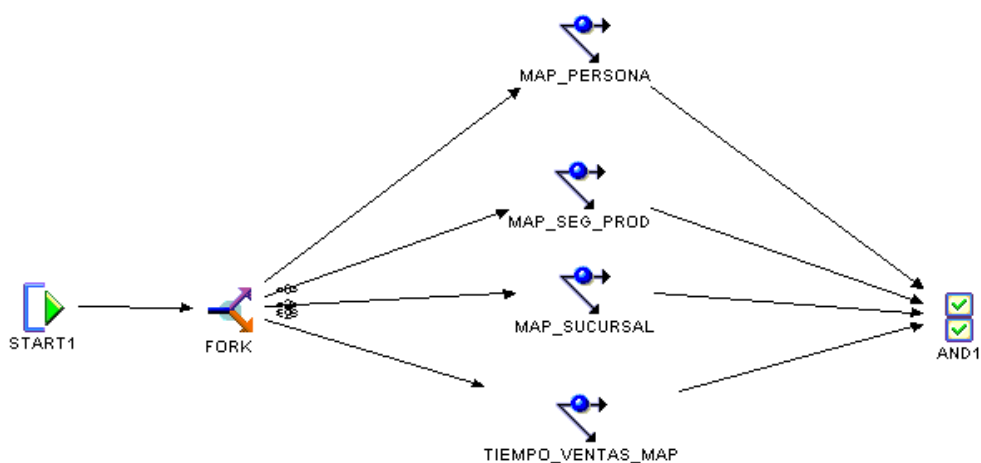 MAP_PERSONA
MAP_SEG_PROD
START1
FORK
MAP_SUCURSAL
AND1
TIEMPO_VENTAS_MAP